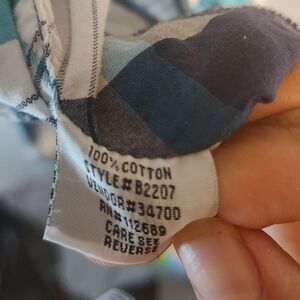 100% COTTON
STYLE# B2207
VENDOR# 34700
RN# 112689
CARE SEE
REVERSE